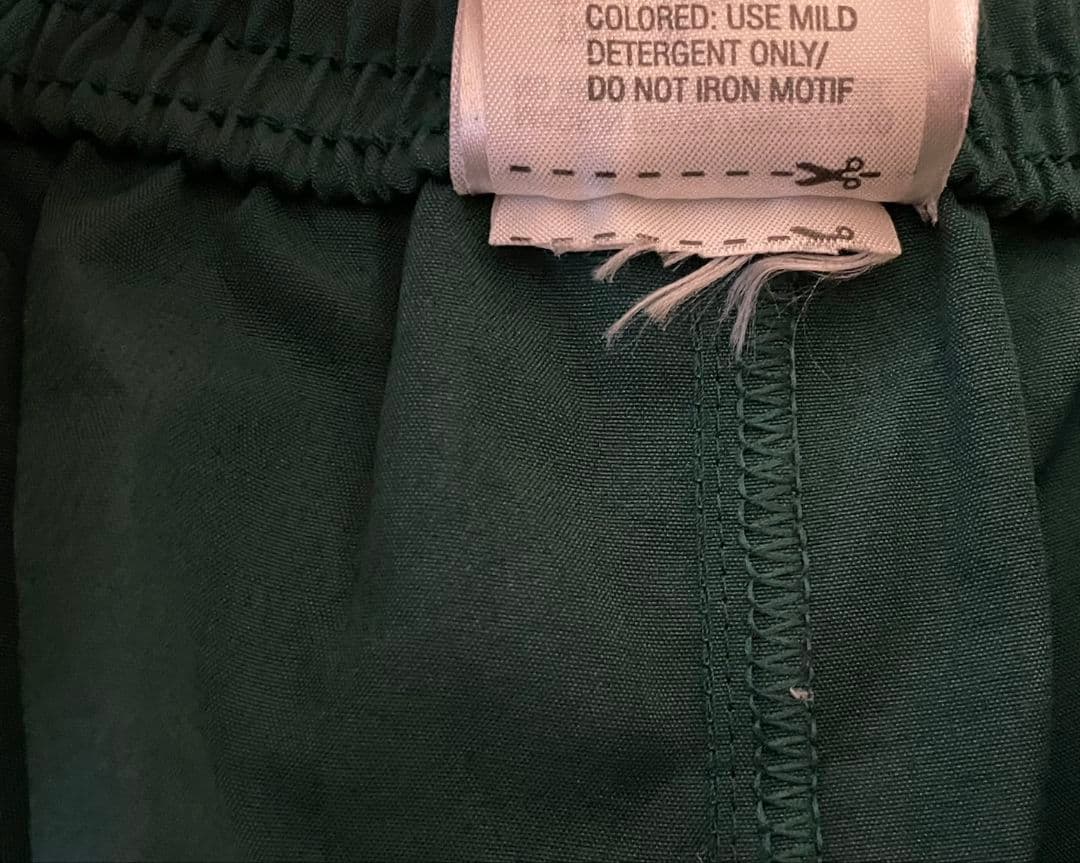 COLORED: USE MILD
DETERGENT ONLY/
DO NOT IRON MOTIF